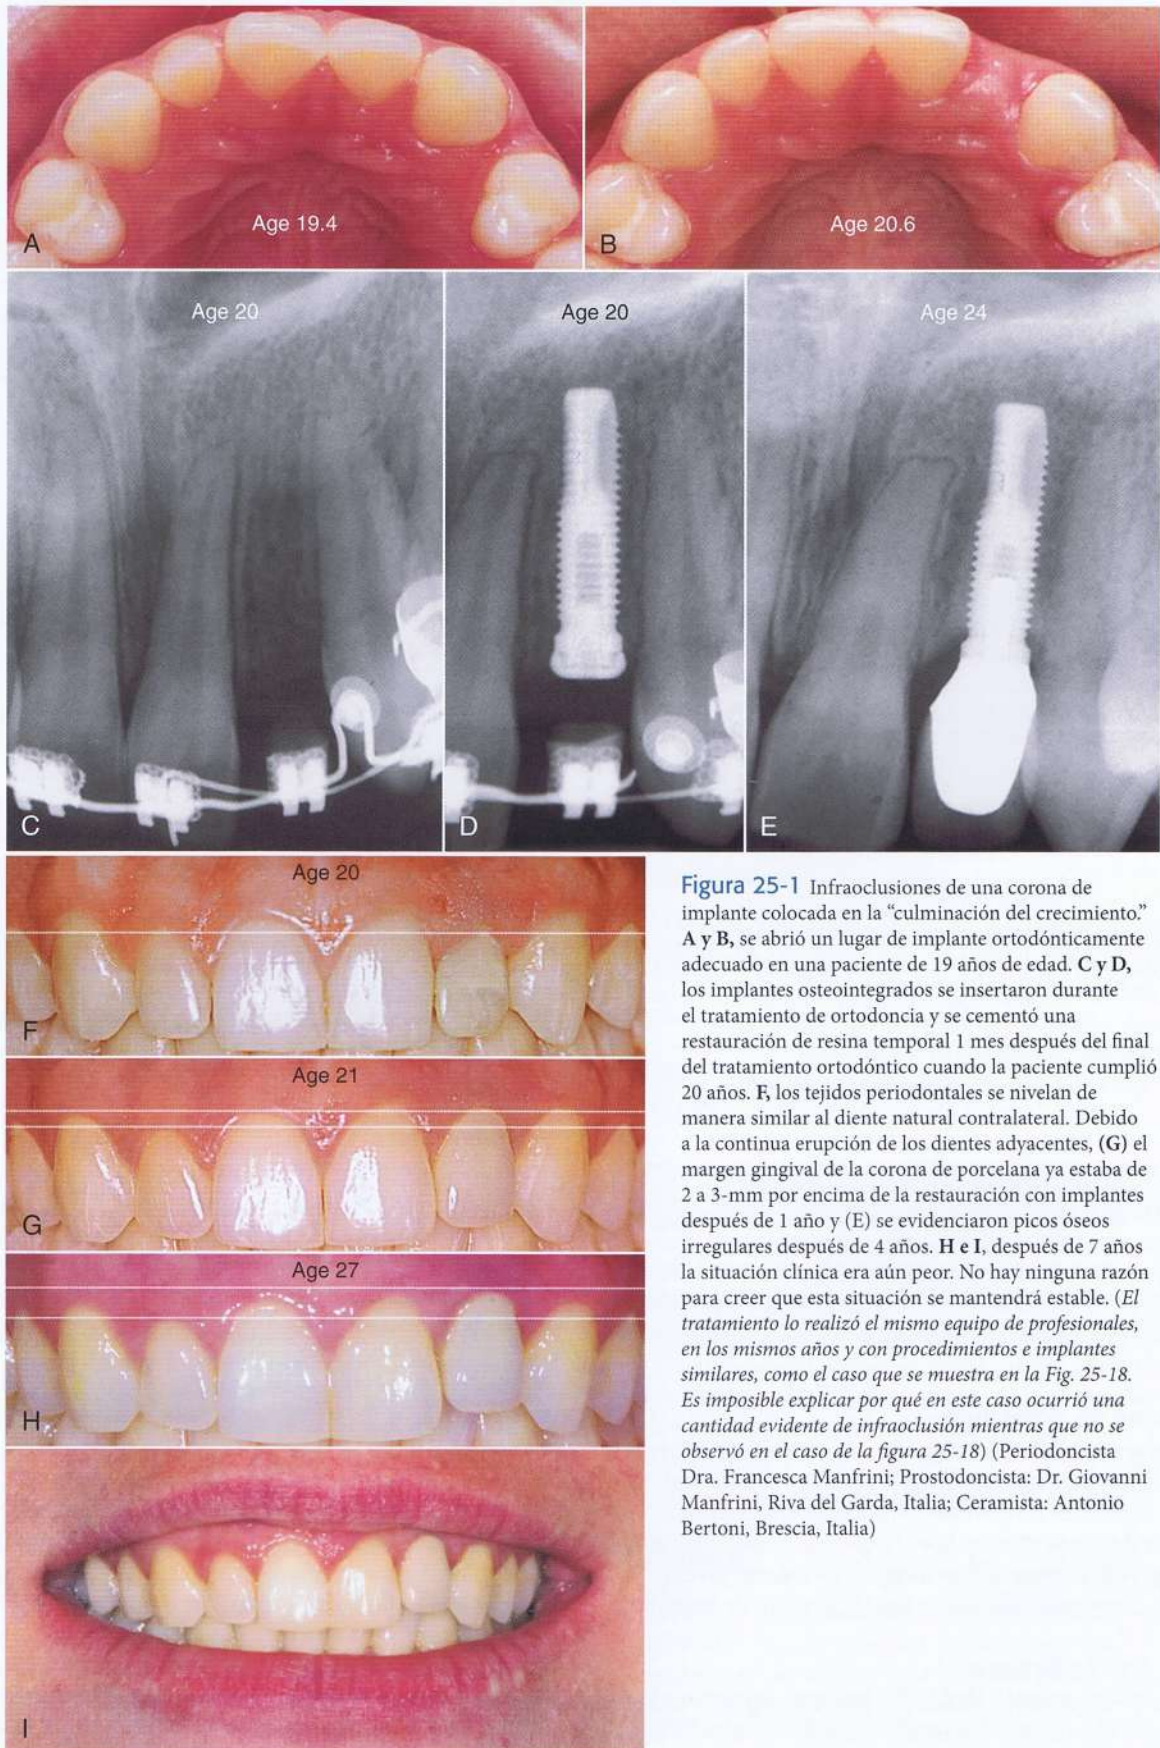 Age 19.4
A
Age 20.6
B
Age 20
C
Age 20
D
Age 24
E
Age 20
F
Age 21
G
Age 27
H
I
Figura 25-1 Infraoclusiones de una corona de
implante colocada en la “culminación del crecimiento.”
A y B, se abrió un lugar de implante ortodónticamente
adecuado en una paciente de 19 años de edad. C y D,
los implantes osteointegrados se insertaron durante
el tratamiento de ortodoncia y se cementó una
restauración de resina temporal 1 mes después del final
del tratamiento ortodóntico cuando la paciente cumplió
20 años. F, los tejidos periodontales se nivelan de
manera similar al diente natural contralateral. Debido
a la continua erupción de los dientes adyacentes, (G) el
margen gingival de la corona de porcelana ya estaba de
2 a 3-mm por encima de la restauración con implantes
después de 1 año y (E) se evidenciaron picos óseos
irregulares después de 4 años. H e I, después de 7 años
la situación clínica era aún peor. No hay ninguna razón
para creer que esta situación se mantendrá estable. (El
tratamiento lo realizó el mismo equipo de profesionales,
en los mismos años y con procedimientos e implantes
similares, como el caso que se muestra en la Fig. 25-18.
Es imposible explicar por qué en este caso ocurrió una
cantidad evidente de infraoclusión mientras que no se
observó en el caso de la figura 25-18) (Periodoncista
Dra. Francesca Manfrini; Prostodoncista: Dr. Giovanni
Manfrini, Riva del Garda, Italia; Ceramista: Antonio
Bertoni, Brescia, Italia)